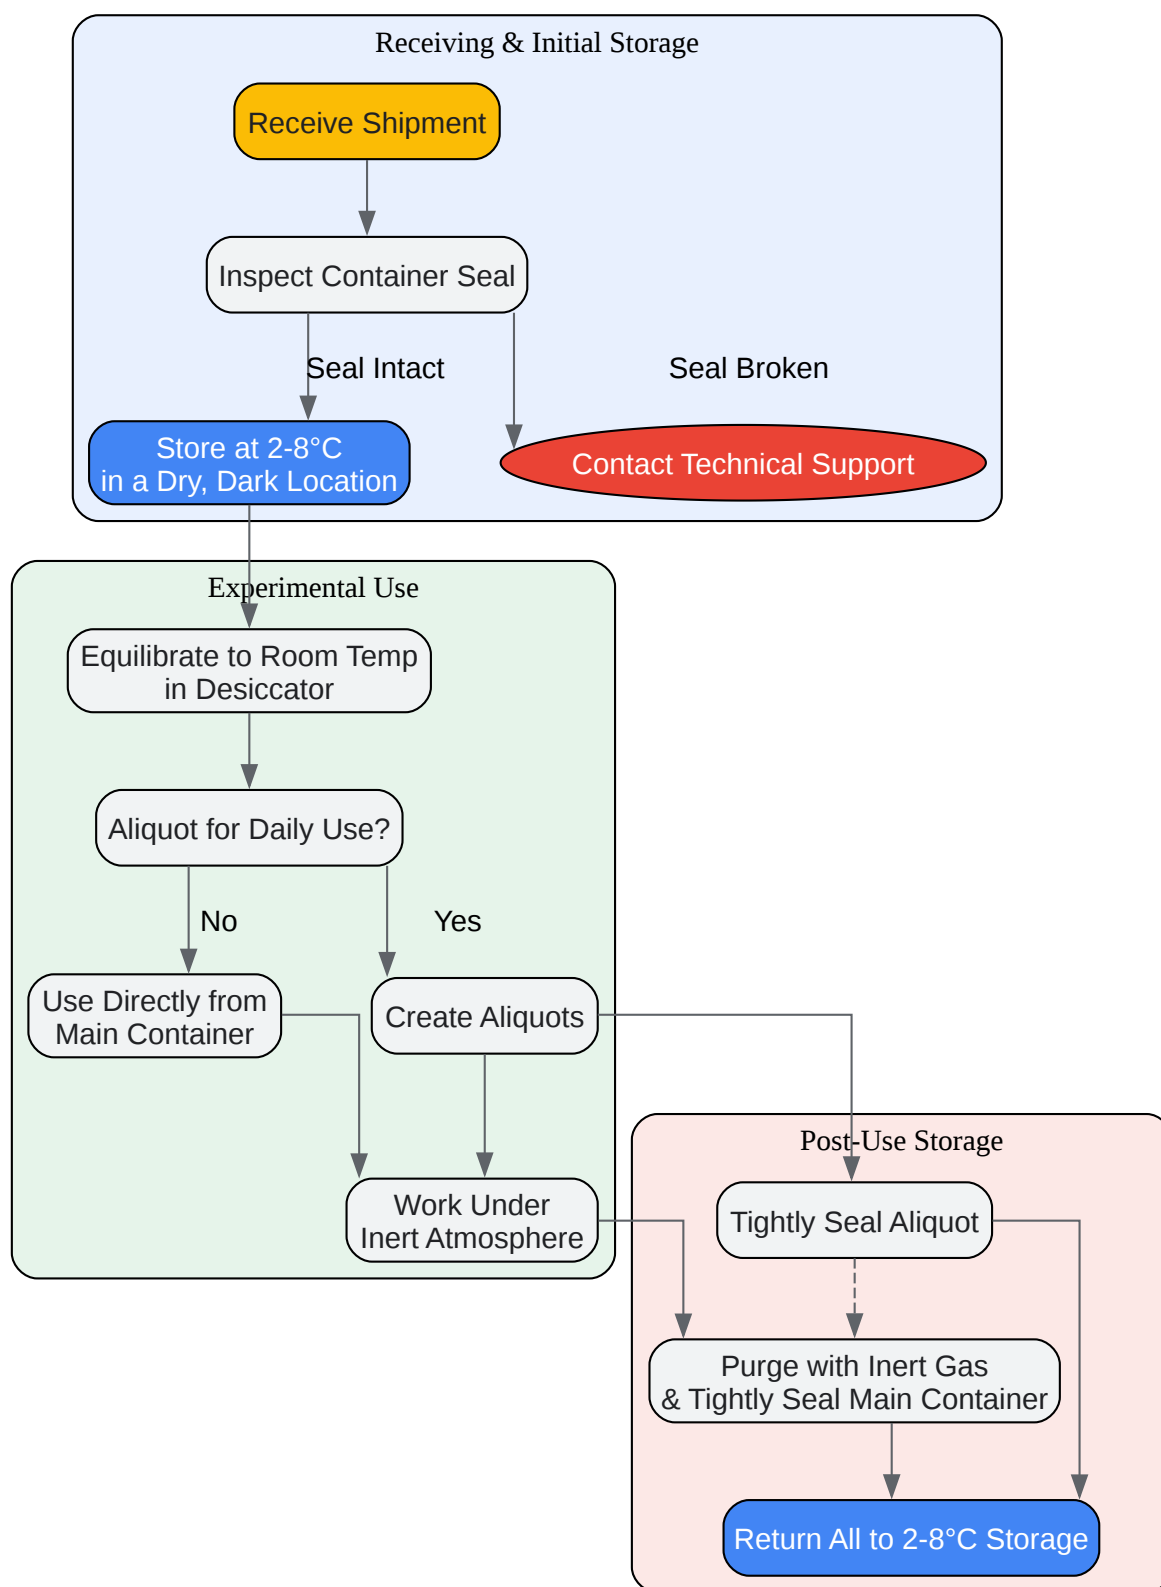 Receiving & Initial Storage
Receive Shipment
Inspect Container Seal
Seal Intact
Seal Broken
Store at 2-8°C
in a Dry, Dark Location
Contact Technical Support
Experimental Use
Equilibrate to Room Temp
in Desiccator
Aliquot for Daily Use?
No
Yes
Use Directly from
Main Container
Create Aliquots
Work Under
Inert Atmosphere
Post-Use Storage
Tightly Seal Aliquot
Purge with Inert Gas
& Tightly Seal Main Container
Return All to 2-8°C Storage